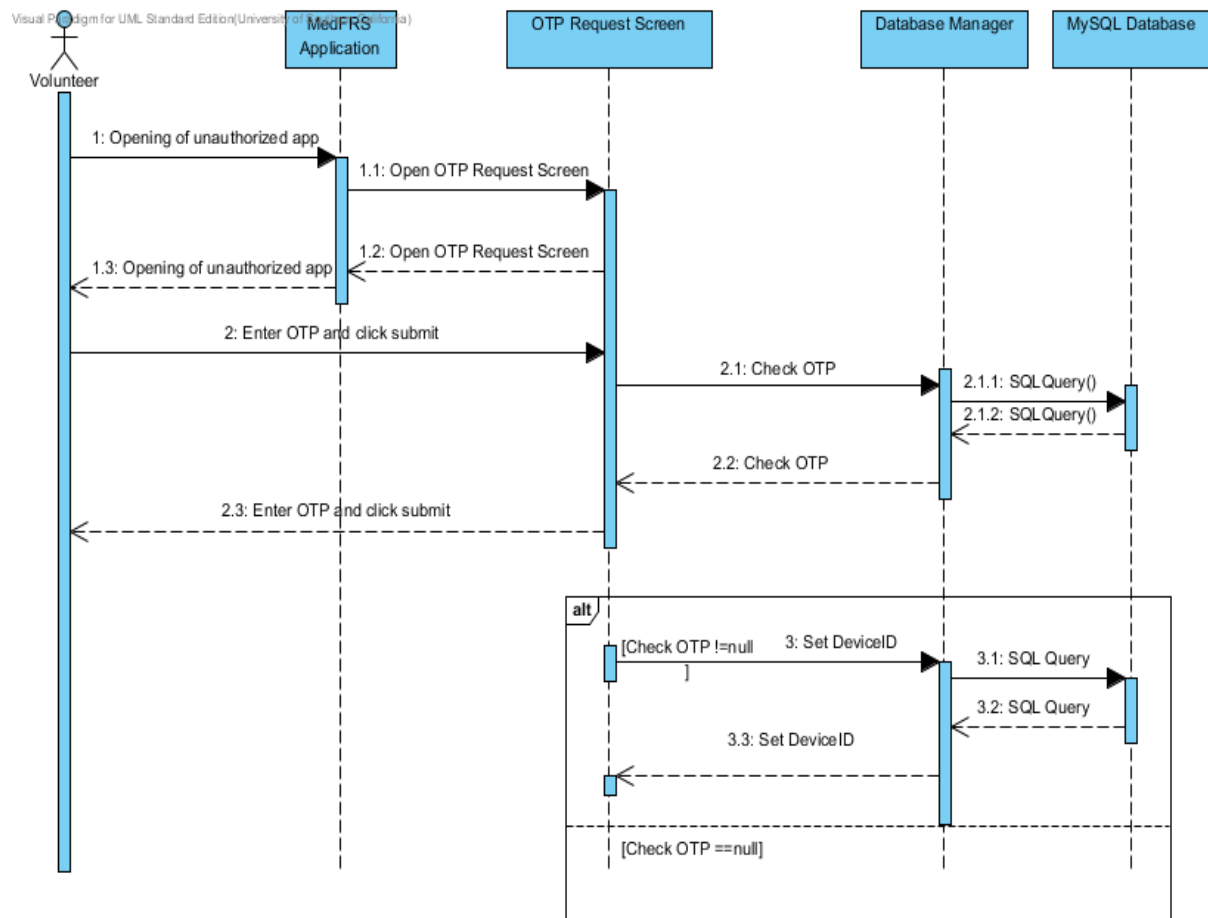 Visual Paradigm for UML Standard Edition(University of Southern California)
MedFRS
Application
OTP Request Screen
Database Manager
MySQL Database
Volunteer
1: Opening of unauthorized app
1.1: Open OTP Request Screen
1.2: Open OTP Request Screen
1.3: Opening of unauthorized app
2: Enter OTP and click submit
2.1: Check OTP
2.1.1: SQLQuery()
2.1.2: SQLQuery()
2.2: Check OTP
2.3: Enter OTP and click submit
alt
[Check OTP !=null
]
3: Set DeviceID
3.1: SQL Query
3.2: SQL Query
3.3: Set DeviceID
[Check OTP ==null]